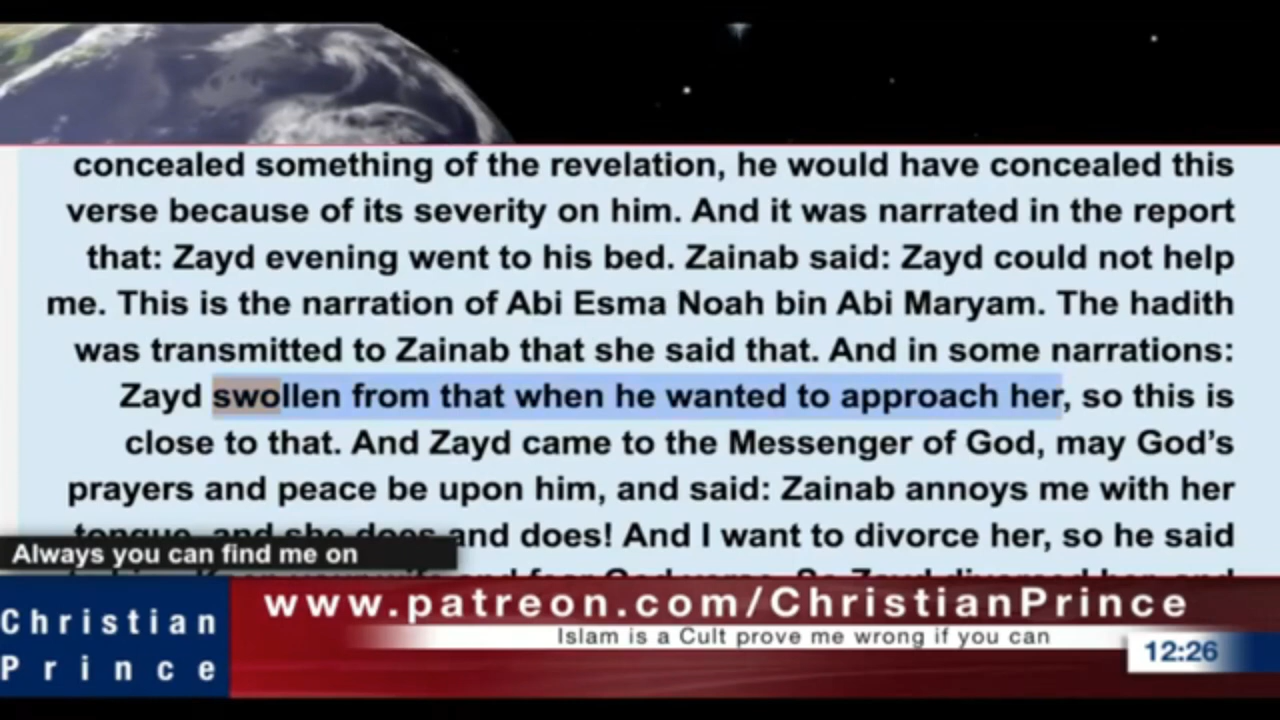 concealed something of the revelation, he would have concealed this
verse because of its severity on him. And it was narrated in the report
that: Zayd evening went to his bed. Zainab said: Zayd could not help
me. This is the narration of Abi Esma Noah bin Abi Maryam. The hadith
was transmitted to Zainab that she said that. And in some narrations:
Zayd swollen from that when he wanted to approach her, so this is
close to that. And Zayd came to the Messenger of God, may God’s
prayers and peace be upon him, and said: Zainab annoys me with her
tongue, and she does and does! And I want to divorce her, so he said
Always you can find me on
www.patreon.com/ChristianPrince
Islam is a Cult prove me wrong if you can
Christian
Prince
12:26